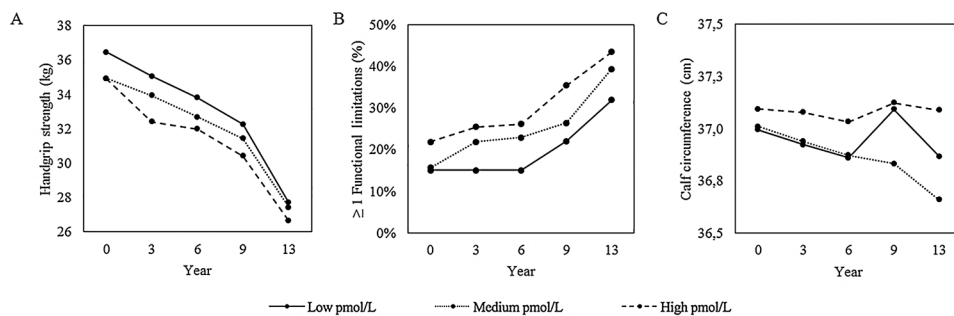 A
Handgrip strength (kg)
38
36
34
32
30
28
26
0 3 6 9 13
Year
B
≥ 1 Functional limitations (%)
50%
40%
30%
20%
10%
0%
0 3 6 9 13
Year
C
Calf circumference (cm)
37,5
37,3
37,0
36,8
36,5
0 3 6 9 13
Year
Low pmol/L Medium pmol/L High pmol/L